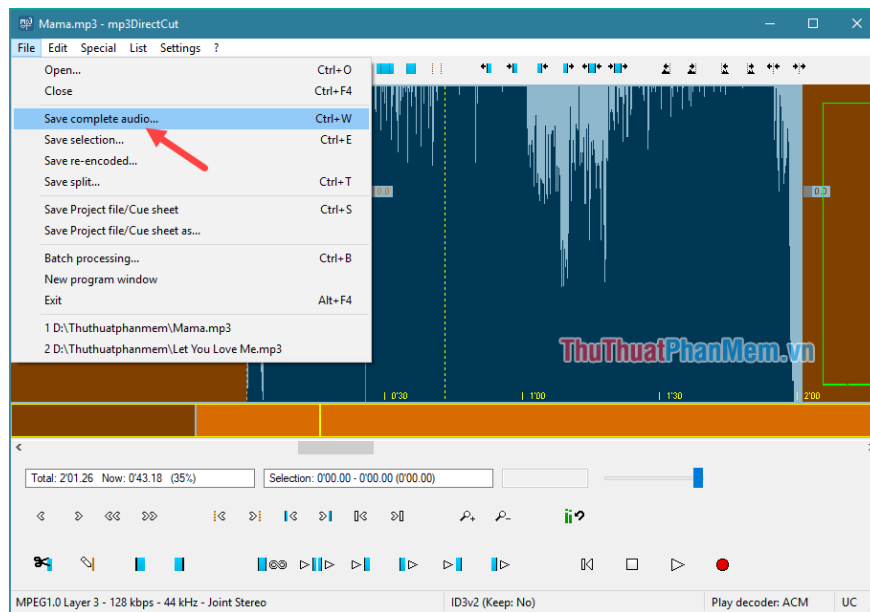 Mama.mp3 - mp3DirectCut
File Edit Special List Settings ?
Open... Ctrl+O
Close Ctrl+F4
Save complete audio... Ctrl+W
Save selection... Ctrl+E
Save re-encoded...
Save split... Ctrl+T
Save Project file/Cue sheet Ctrl+S
Save Project file/Cue sheet as...
Batch processing... Ctrl+B
New program window
Exit Alt+F4
1 D:\Thuthuatphanmem\Mama.mp3
2 D:\Thuthuatphanmem\Let You Love Me.mp3
0.0 0.0
ThuThuatPhanMem.vn
0'30 1'00 1'30 2'00
Total: 2'01.26 Now: 0'43.18 (35%) Selection: 0'00.00 - 0'00.00 (0'00.00)
MPEG1.0 Layer 3 - 128 kbps - 44 kHz - Joint Stereo ID3v2 (Keep: No) Play decoder: ACM UC